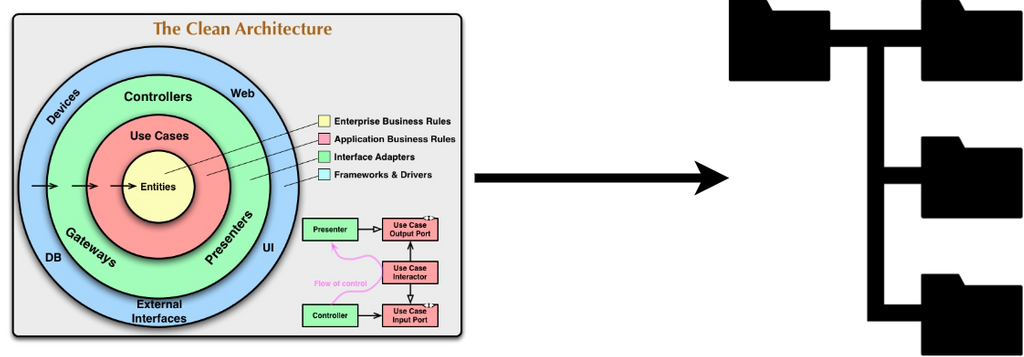 The Clean Architecture
Devices
Web
Controllers
Use Cases
Entities
Gateways
Presenters
DB
UI
External
Interfaces
Enterprise Business Rules
Application Business Rules
Interface Adapters
Frameworks & Drivers
Presenter
Use Case
Output Port
Flow of control
Use Case
Interactor
Controller
Use Case
Input Port